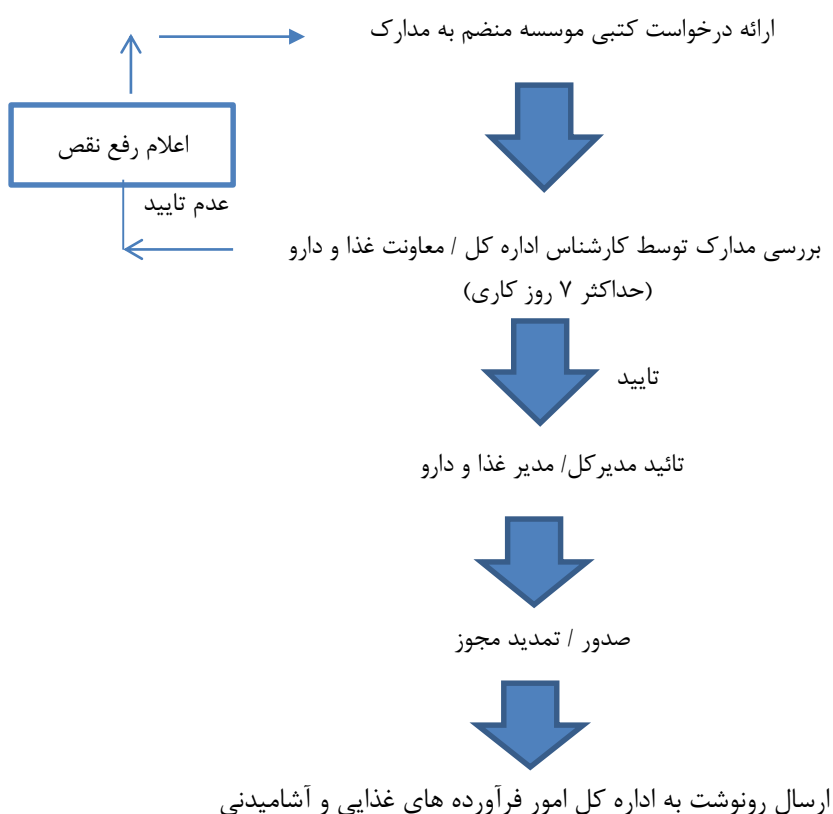 ارائه درخواست کتبی موسسه منضم به مدارک
اعلام رفع نقص
عدم تایید
بررسی مدارک توسط کارشناس اداره کل / معاونت غذا و دارو
(حداکثر ۷ روز کاری)
تایید
تائید مدیرکل/ مدیر غذا و دارو
صدور / تمدید مجوز
ارسال رونوشت به اداره کل امور فرآورده های غذایی و آشامیدنی